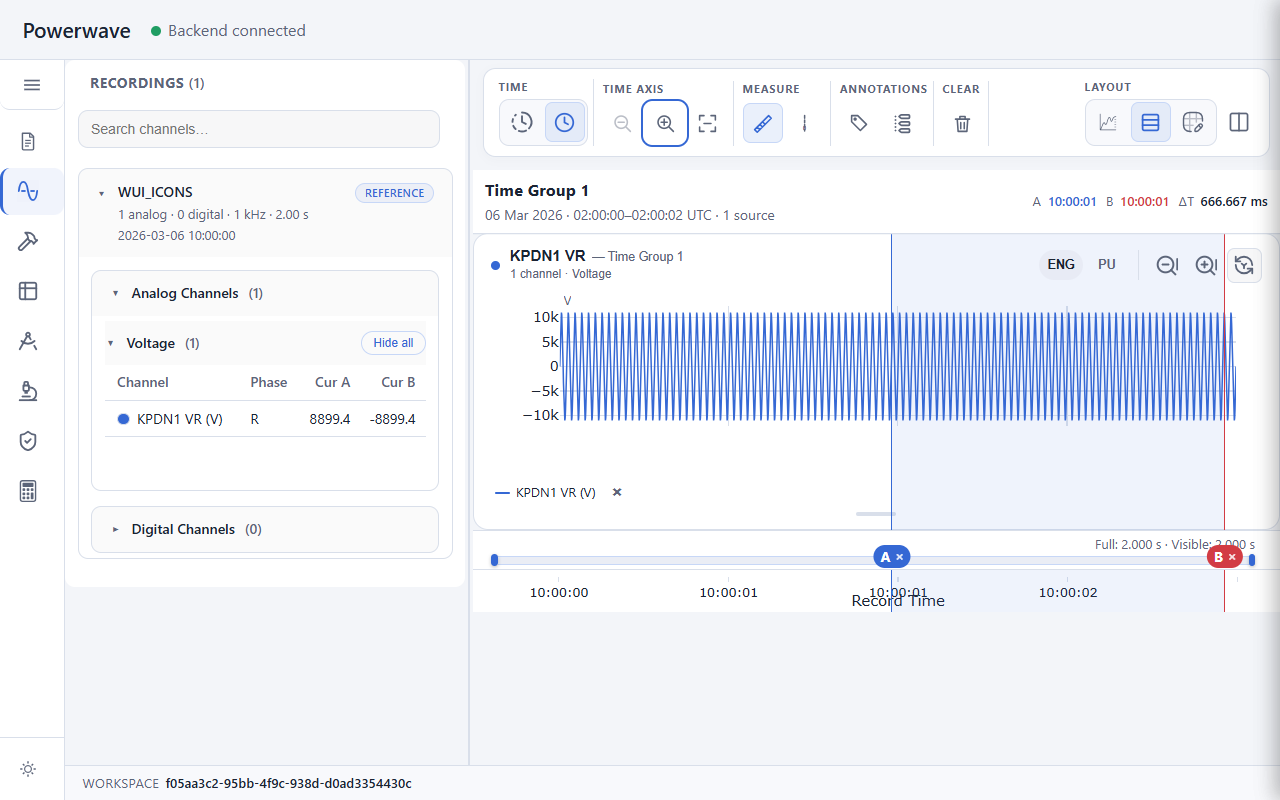 Powerwave
Backend connected
RECORDINGS (1)
Search channels...
WUI_ICONS
REFERENCE
1 analog · 0 digital · 1 kHz · 2.00 s
2026-03-06 10:00:00
Analog Channels (1)
Voltage (1)
Hide all
Channel Phase Cur A Cur B
KPDN1 VR (V) R 8899.4 -8899.4
Digital Channels (0)
TIME
TIME AXIS
MEASURE
ANNOTATIONS
CLEAR
LAYOUT
Time Group 1
06 Mar 2026 · 02:00:00–02:00:02 UTC · 1 source
A 10:00:01 B 10:00:01 ΔT 666.667 ms
KPDN1 VR — Time Group 1
1 channel · Voltage
ENG PU
V
10k
5k
0
−5k
−10k
KPDN1 VR (V) ×
Full: 2.000 s · Visible: 2.000 s
A ×
B ×
10:00:00 10:00:01 10:00:01 10:00:02
Record Time
WORKSPACE f05aa3c2-95bb-4f9c-938d-d0ad3354430c